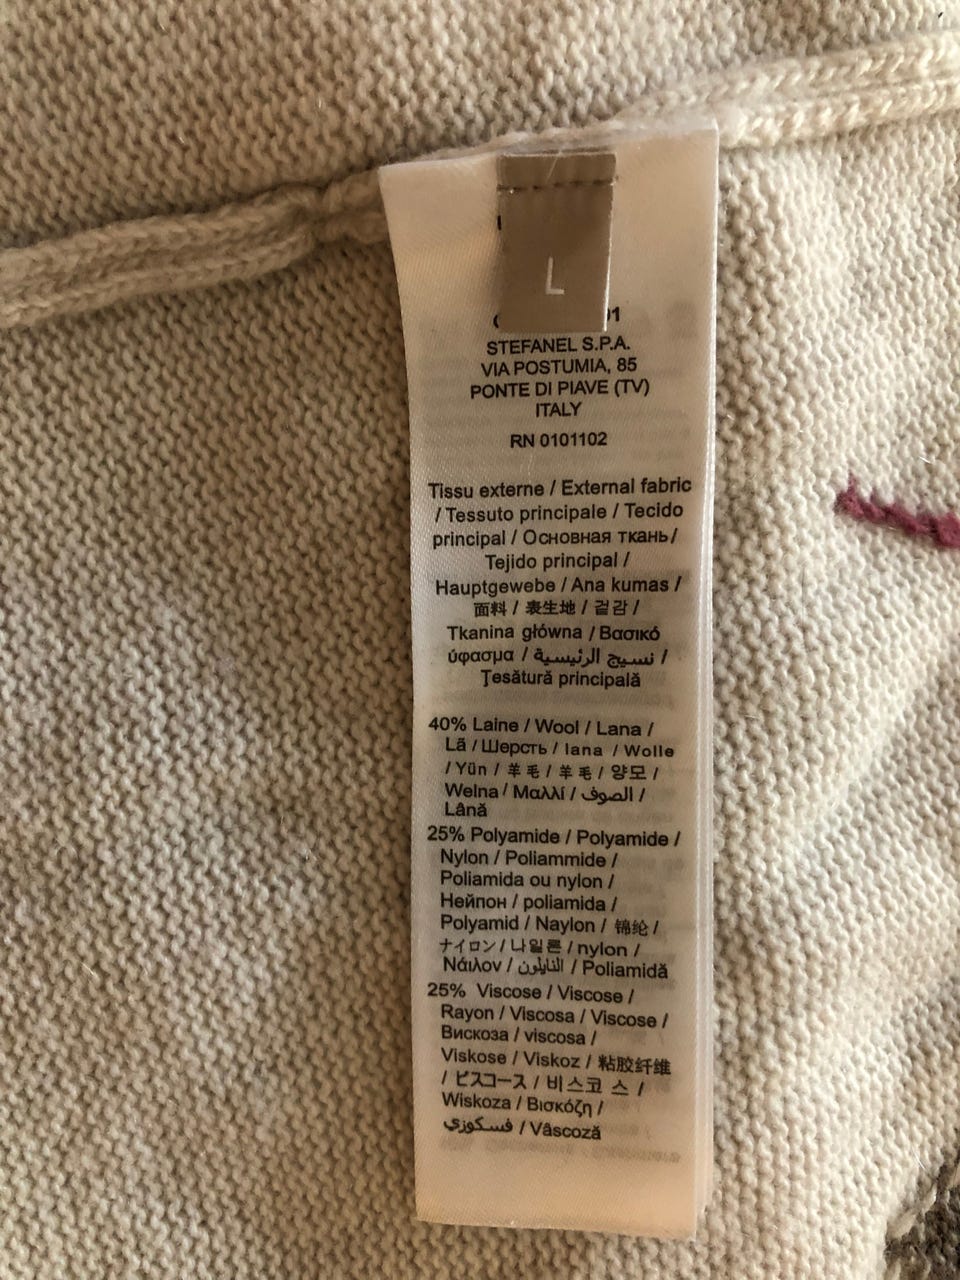 L
STEFANEL S.P.A.
VIA POSTUMIA, 85
PONTE DI PIAVE (TV)
ITALY
RN 0101102
Tissu externe / External fabric
/ Tessuto principale / Tecido
principal / Основная ткань /
Tejido principal /
Hauptgewebe / Ana kumas /
面料 / 表生地 / 겉감 /
Tkanina główna / Βασικό
ύφασμα / نسيج الرئيسية /
Ţesătură principală
40% Laine / Wool / Lana /
Lã / Шерсть / lana / Wolle
/ Yün / 羊毛 / 羊毛 / 양모 /
Wełna / Μαλλί / الصوف /
Lână
25% Polyamide / Polyamide /
Nylon / Poliammide /
Poliamida ou nylon /
Нейпон / poliamida /
Polyamid / Naylon / 锦纶 /
ナイロン / 나일론 / nylon /
Νάιλον / النايلون / Poliamidă
25% Viscose / Viscose /
Rayon / Viscosa / Viscose /
Вискоза / viscosa /
Viskose / Viskoz / 粘胶纤维
/ ビスコース / 비스코스 /
Wiskoza / Βισκόζη /
فسكوزي / Vâscoză